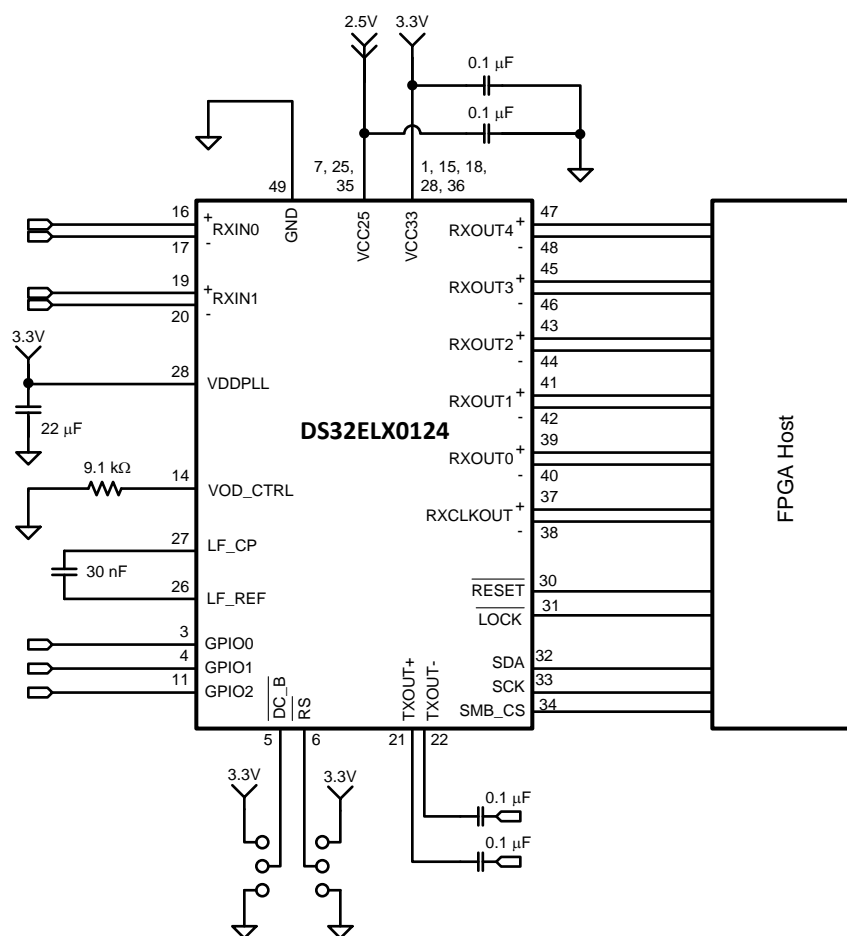 2.5V 3.3V
0.1 μF
0.1 μF
7, 25, 1, 15, 18,
49 35 28, 36
16 47
+ RXIN0 GND VCC25 VCC33 RXOUT4 +
- -
17 48
19 45
+ RXIN1 RXOUT3 +
- -
20 46
3.3V 43
RXOUT2 +
-
28 VDDPLL 44
41
22 μF RXOUT1 +
-
DS32ELX0124 42
9.1 kΩ 39
14 VOD_CTRL RXOUT0 +
-
40
37
RXCLKOUT +
-
27 LF_CP 38
30 nF
26 LF_REF RESET 30
LOCK 31
3 GPIO0
4 GPIO1 SDA 32
11 GPIO2 SCK 33
DC_B RS TXOUT+ TXOUT- SMB_CS 34
5 6 21 22
FPGA Host
3.3V 3.3V
0.1 μF
0.1 μF